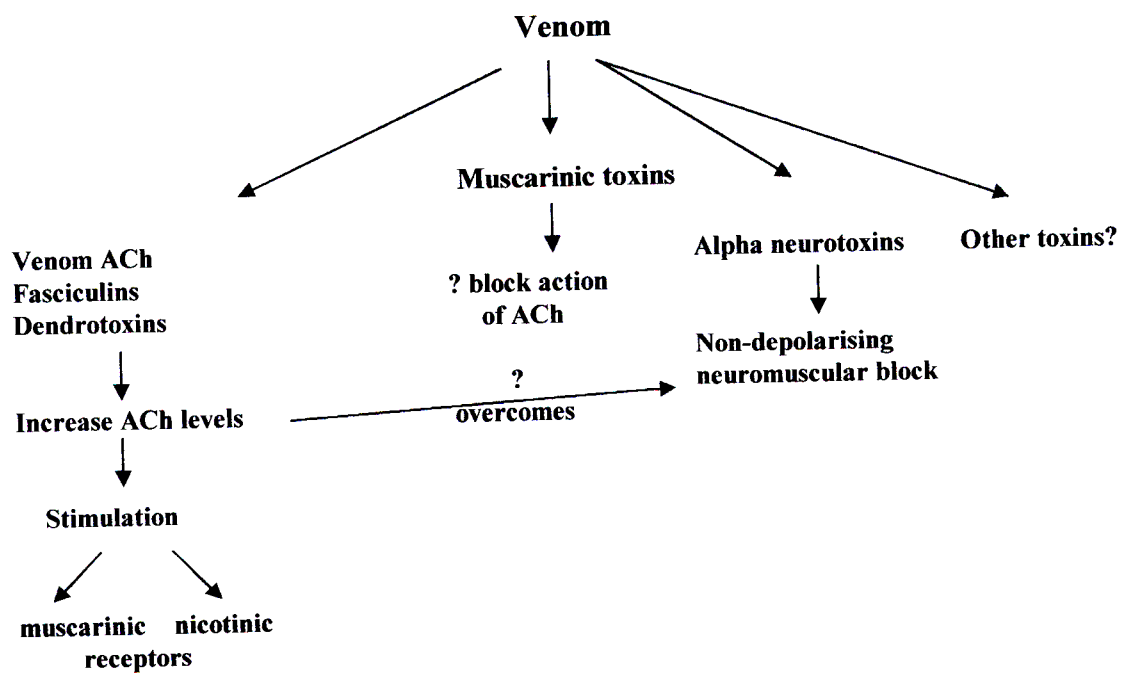 Venom
Muscarinic toxins
Alpha neurotoxins
Other toxins?
Venom ACh
Fasciculins
Dendrotoxins
? block action
of ACh
Non-depolarising
neuromuscular block
?
overcomes
Increase ACh levels
Stimulation
muscarinic nicotinic
receptors